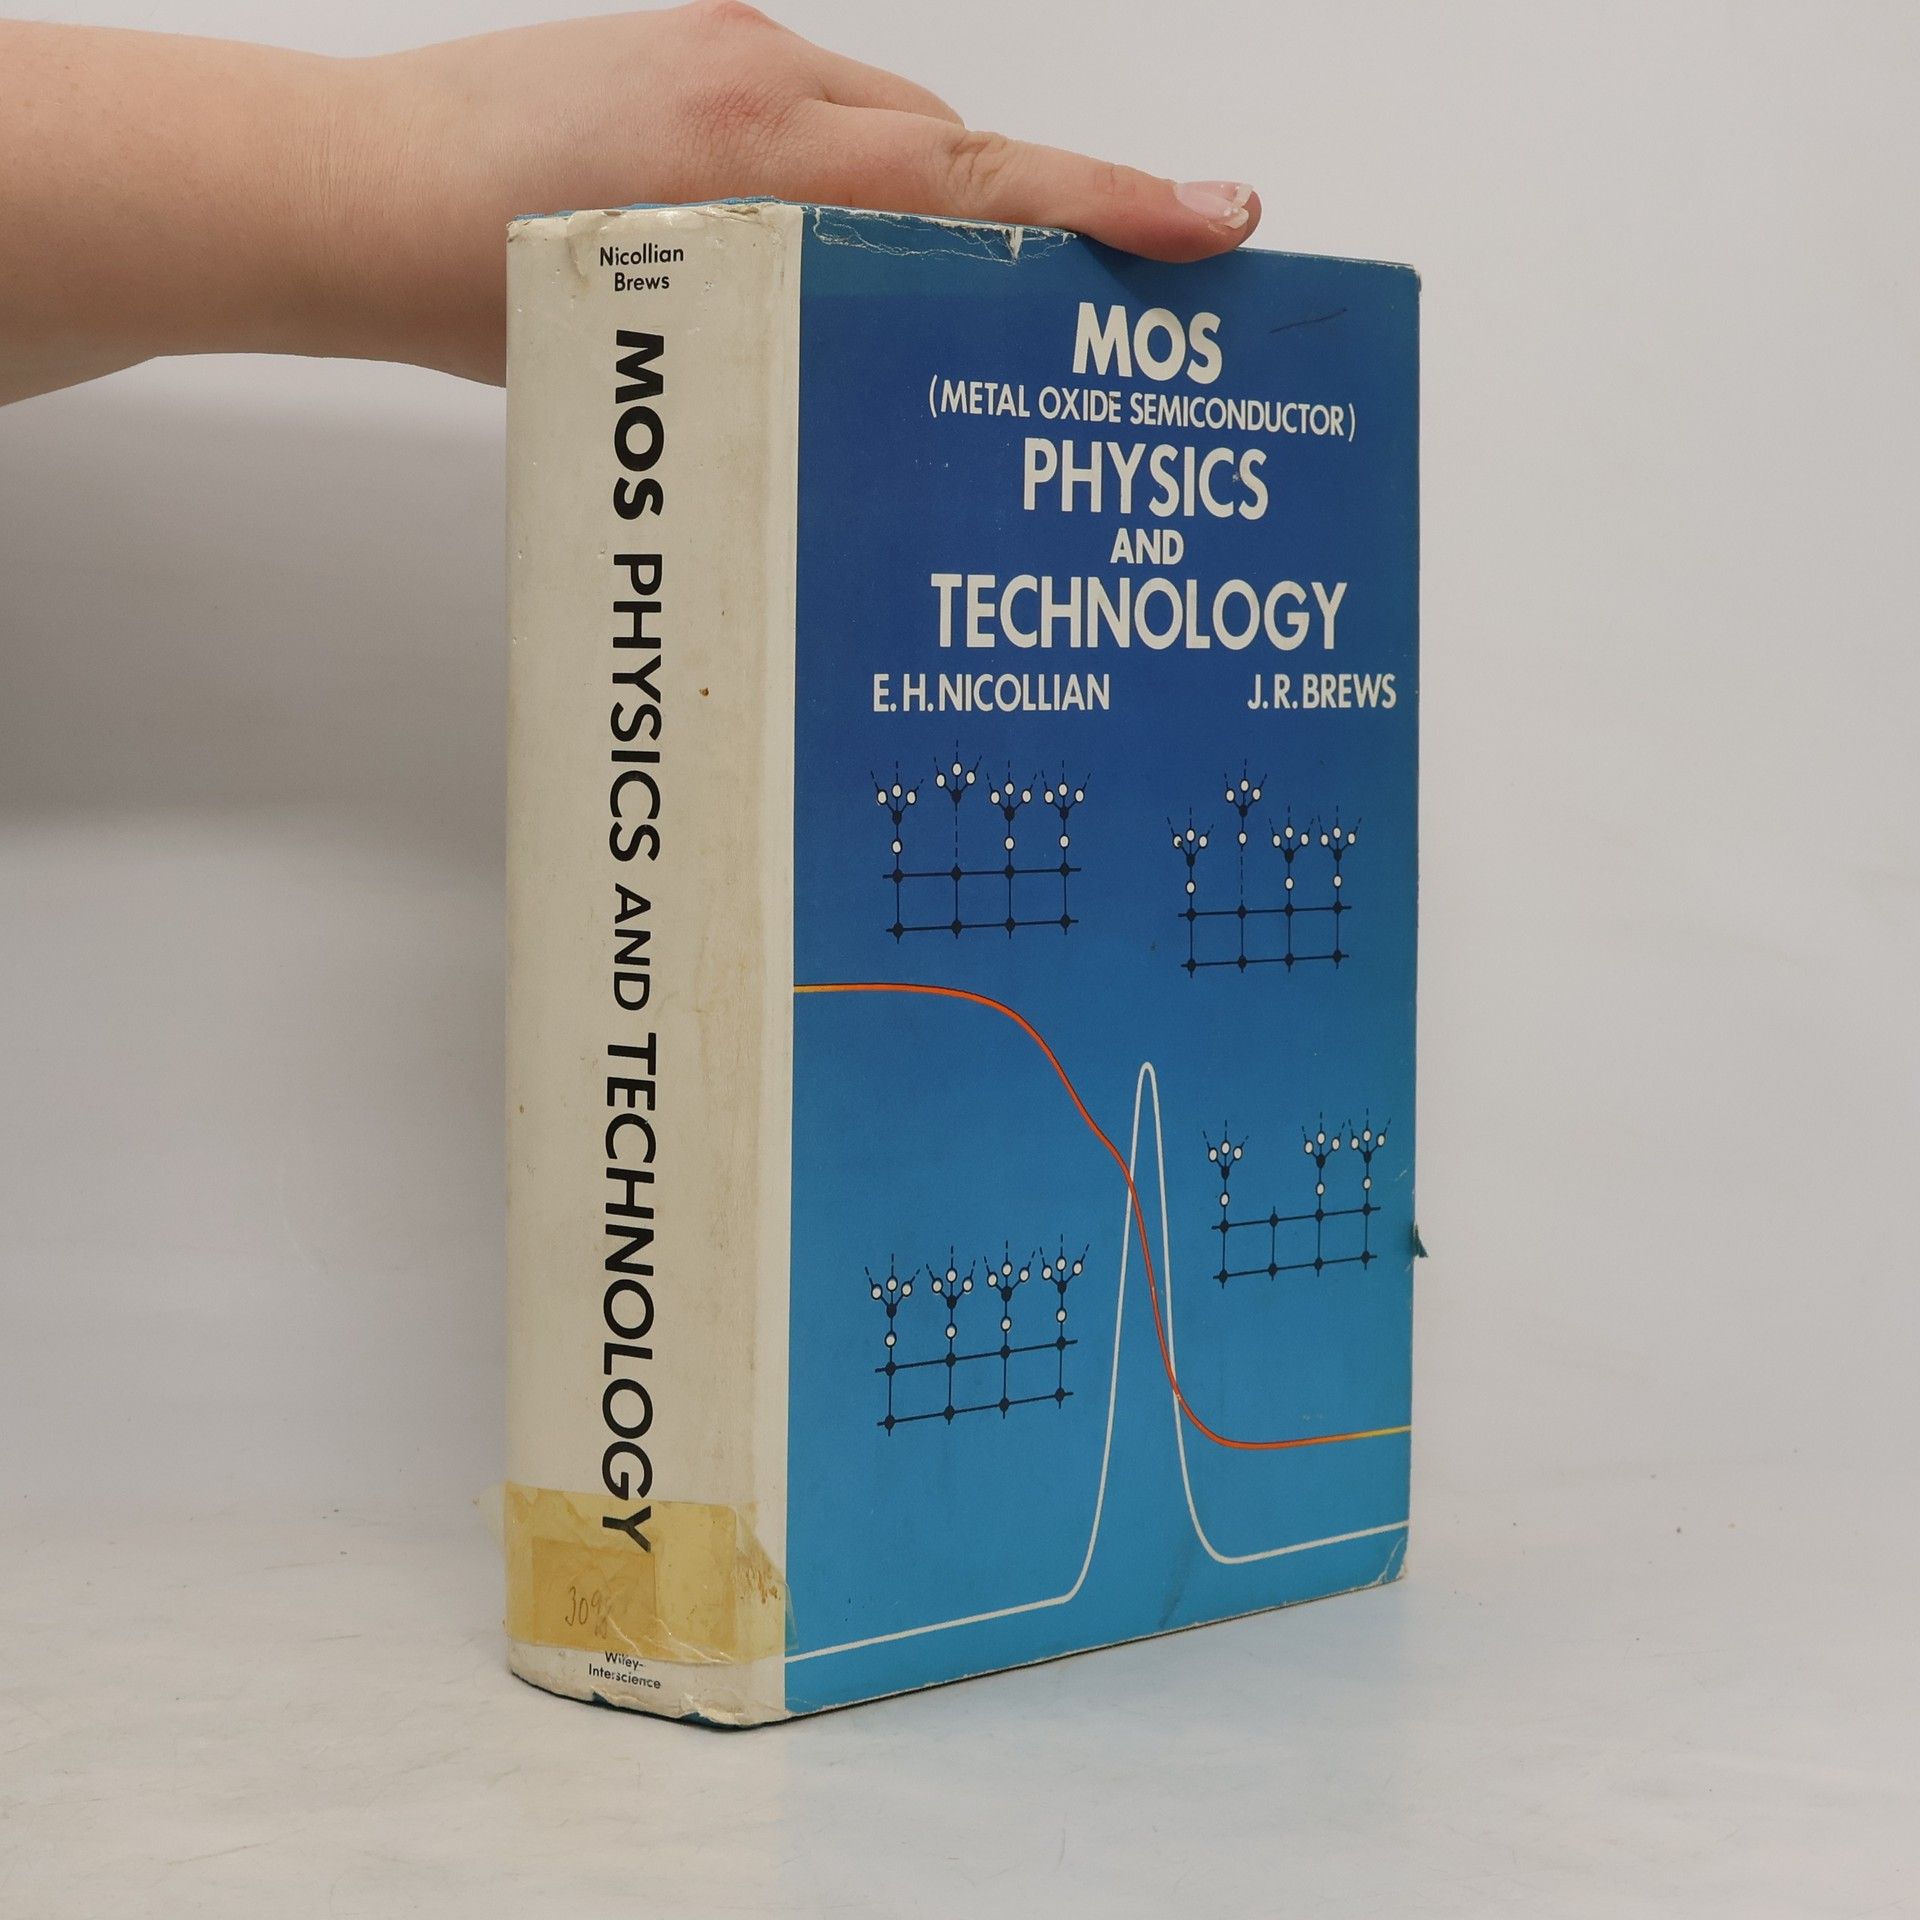 Nicollian
Brews
MOS PHYSICS AND TECHNOLOGY
Wiley-
Interscience
MOS
(METAL OXIDE SEMICONDUCTOR)
PHYSICS
AND
TECHNOLOGY
E. H. NICOLLIAN J. R. BREWS